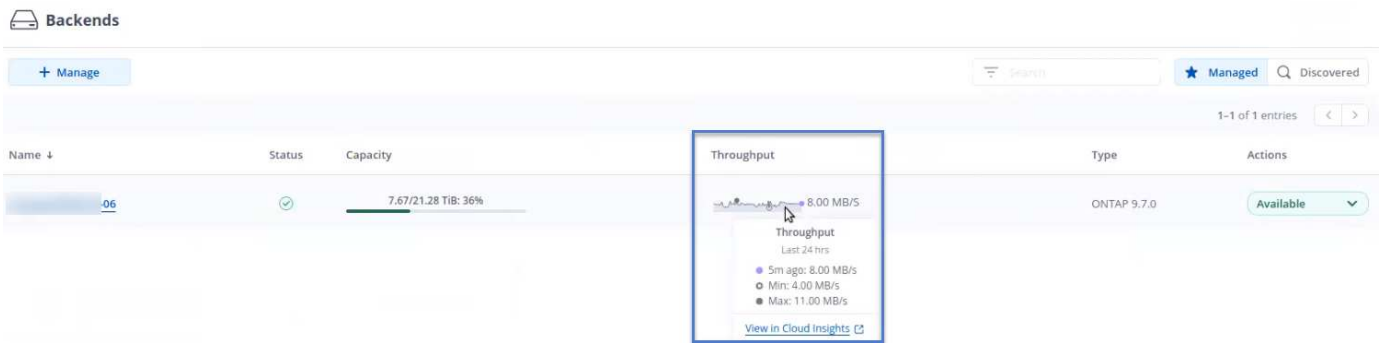 Backends
+ Manage
Search
Managed
Discovered
1–1 of 1 entries
Name ↓ Status Capacity Throughput Type Actions
-06 7.67/21.28 TiB: 36% 8.00 MB/S ONTAP 9.7.0 Available
Throughput
Last 24 hrs
5m ago: 8.00 MB/s
Min: 4.00 MB/s
Max: 11.00 MB/s
View in Cloud Insights